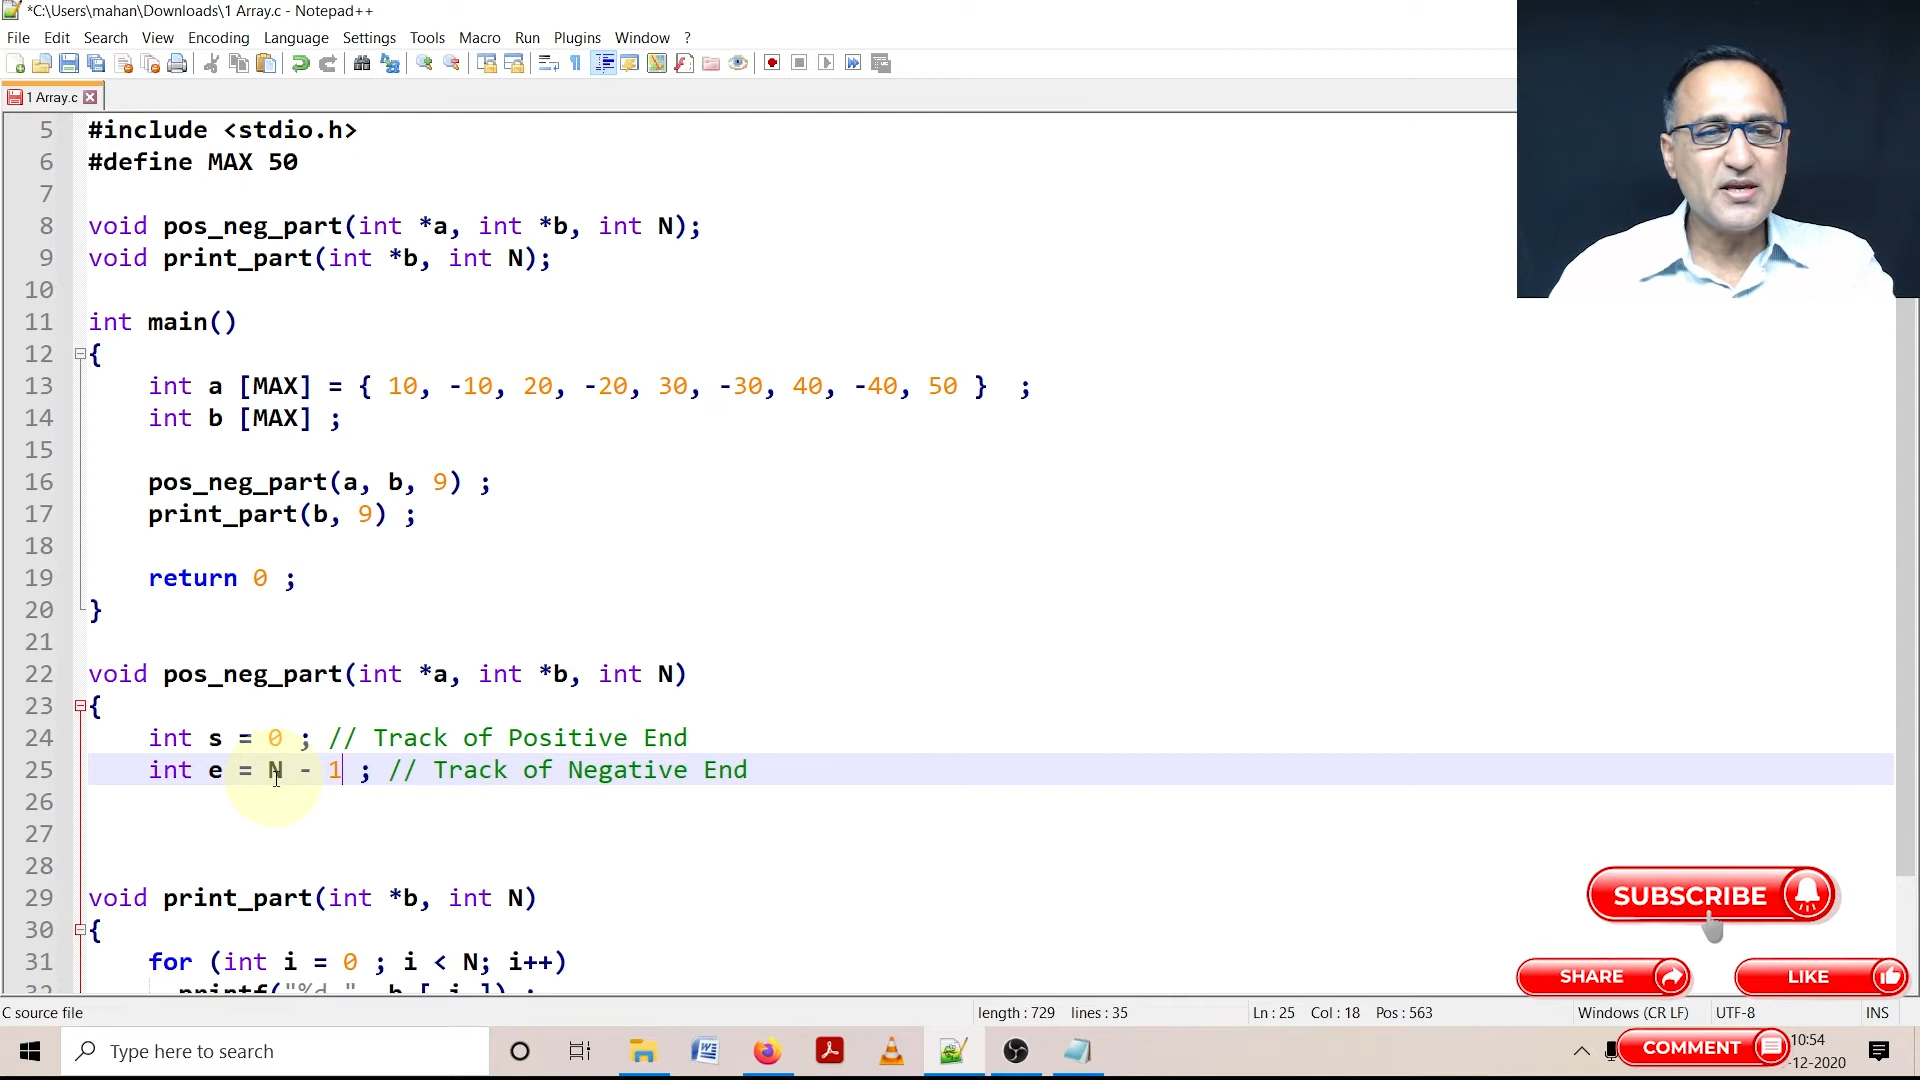 *C:\Users\mahan\Downloads\1 Array.c - Notepad++
File Edit Search View Encoding Language Settings Tools Macro Run Plugins Window ?
1 Array.c
5 #include <stdio.h>
6 #define MAX 50
7
8 void pos_neg_part(int *a, int *b, int N);
9 void print_part(int *b, int N);
10
11 int main()
12 {
13 int a [MAX] = { 10, -10, 20, -20, 30, -30, 40, -40, 50 } ;
14 int b [MAX] ;
15
16 pos_neg_part(a, b, 9) ;
17 print_part(b, 9) ;
18
19 return 0 ;
20 }
21
22 void pos_neg_part(int *a, int *b, int N)
23 {
24 int s = 0 ; // Track of Positive End
25 int e = N - 1 ; // Track of Negative End
26
27
28
29 void print_part(int *b, int N)
30 {
31 for (int i = 0 ; i < N; i++)
32 printf("%d ", b [ i ]) ;
SUBSCRIBE
SHARE LIKE
C source file length : 729 lines : 35 Ln : 25 Col : 18 Pos : 563 Windows (CR LF) UTF-8 INS
Type here to search
COMMENT
10:54
-12-2020